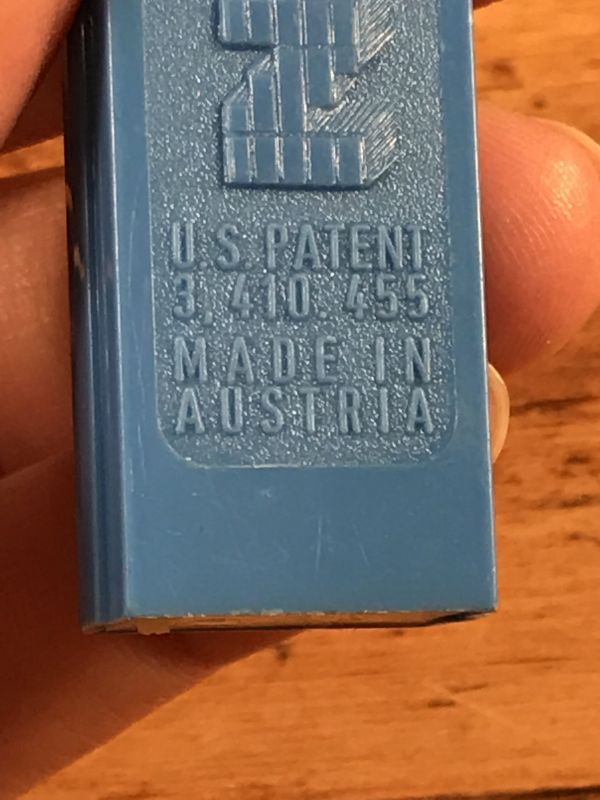 Z
U.S. PATENT
3, 410. 455
MADE IN
AUSTRIA